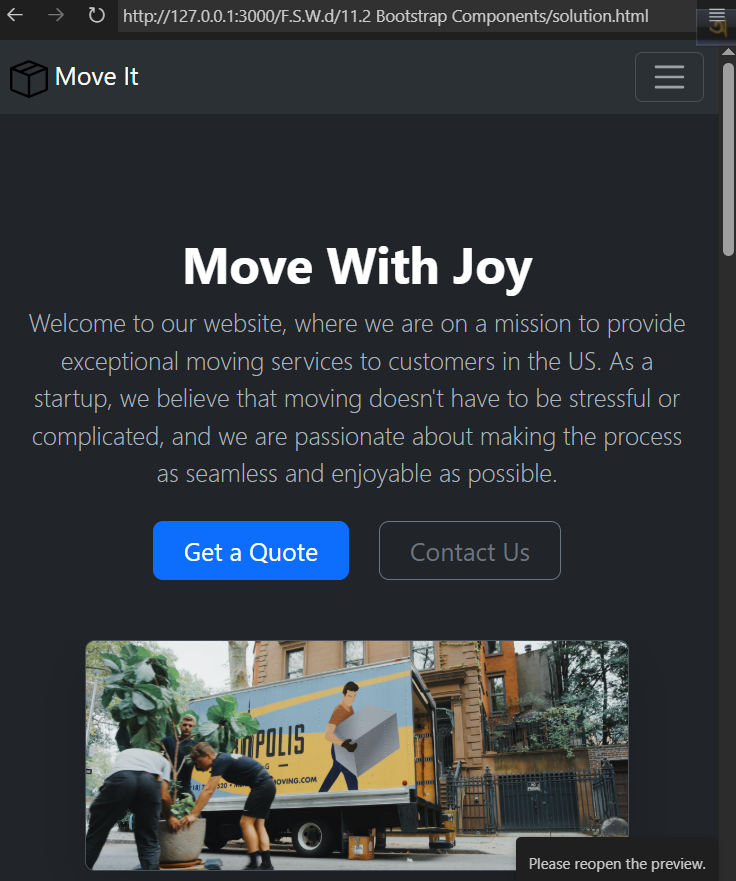 http://127.0.0.1:3000/F.S.W.d/11.2 Bootstrap Components/solution.html
Move It
Move With Joy
Welcome to our website, where we are on a mission to provide
exceptional moving services to customers in the US. As a
startup, we believe that moving doesn't have to be stressful or
complicated, and we are passionate about making the process
as seamless and enjoyable as possible.
Get a Quote
Contact Us
Please reopen the preview.